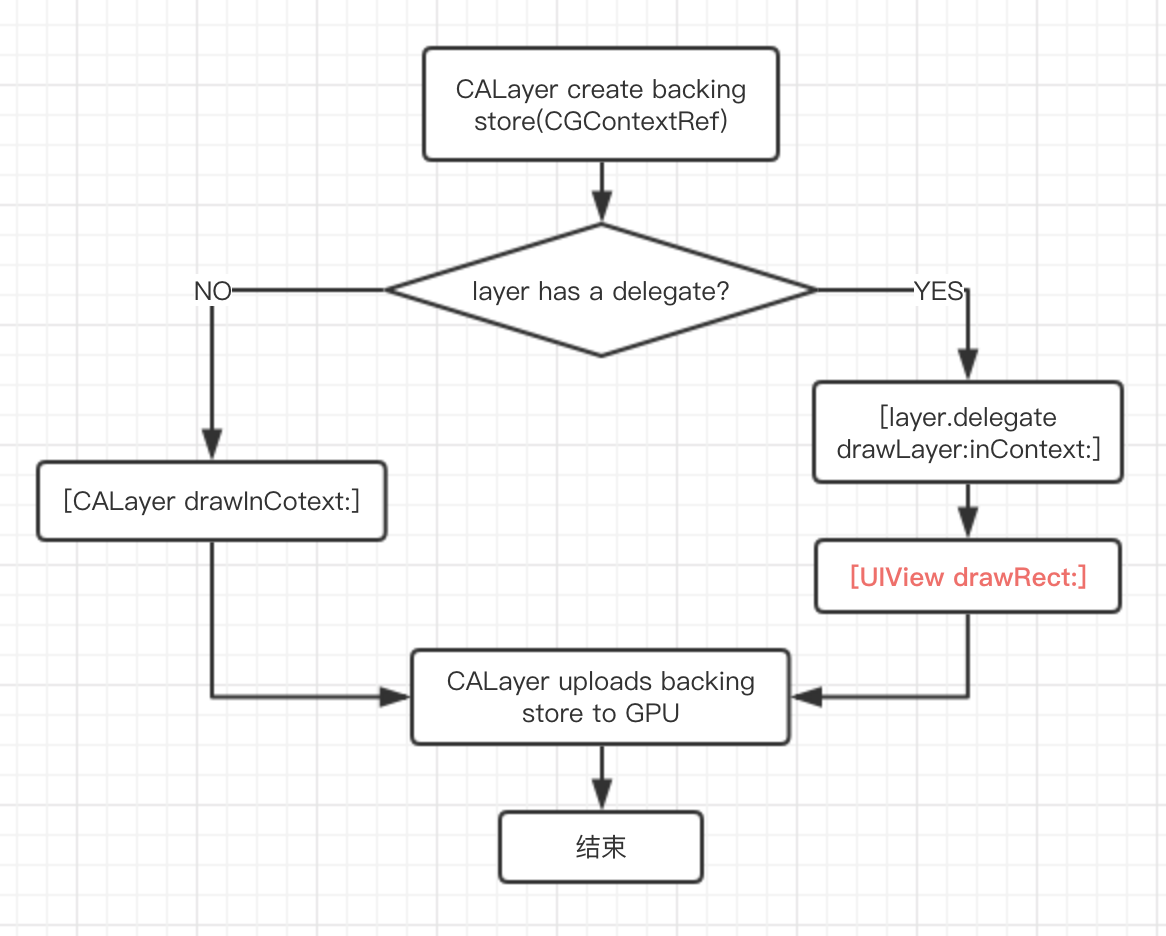 CALayer create backing
store(CGContextRef)
layer has a delegate?
NO
YES
[layer.delegate
drawLayer:inContext:]
[CALayer drawInCotext:]
[UIView drawRect:]
CALayer uploads backing
store to GPU
结束